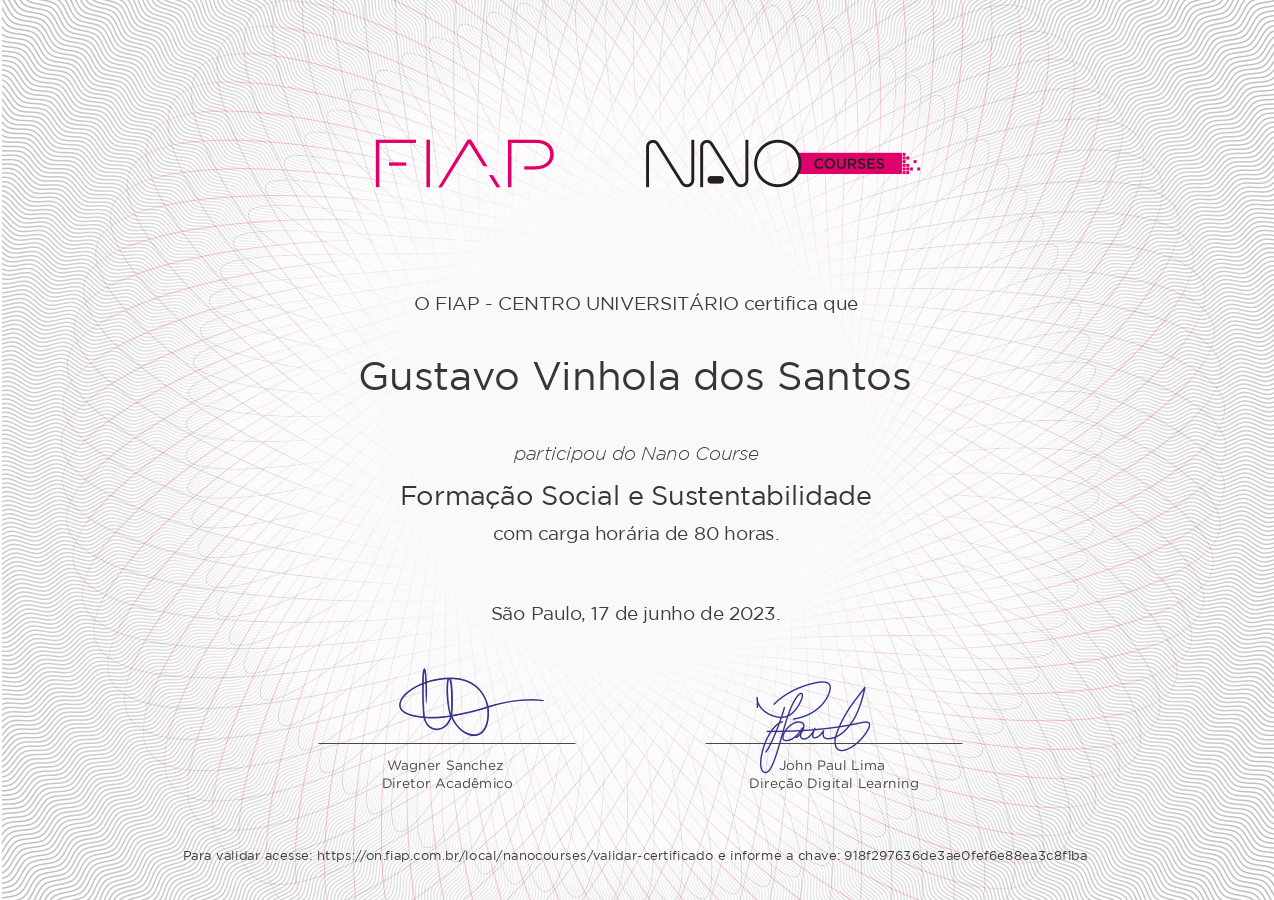 FIAP NANO COURSES
O FIAP - CENTRO UNIVERSITÁRIO certifica que
Gustavo Vinhola dos Santos
participou do Nano Course
Formação Social e Sustentabilidade
com carga horária de 80 horas.
São Paulo, 17 de junho de 2023.
Wagner Sanchez
Diretor Acadêmico
John Paul Lima
Direção Digital Learning
Para validar acesse: https://on.fiap.com.br/local/nanocourses/validar-certificado e informe a chave: 918f297636de3ae0fef6e88ea3c8f1ba